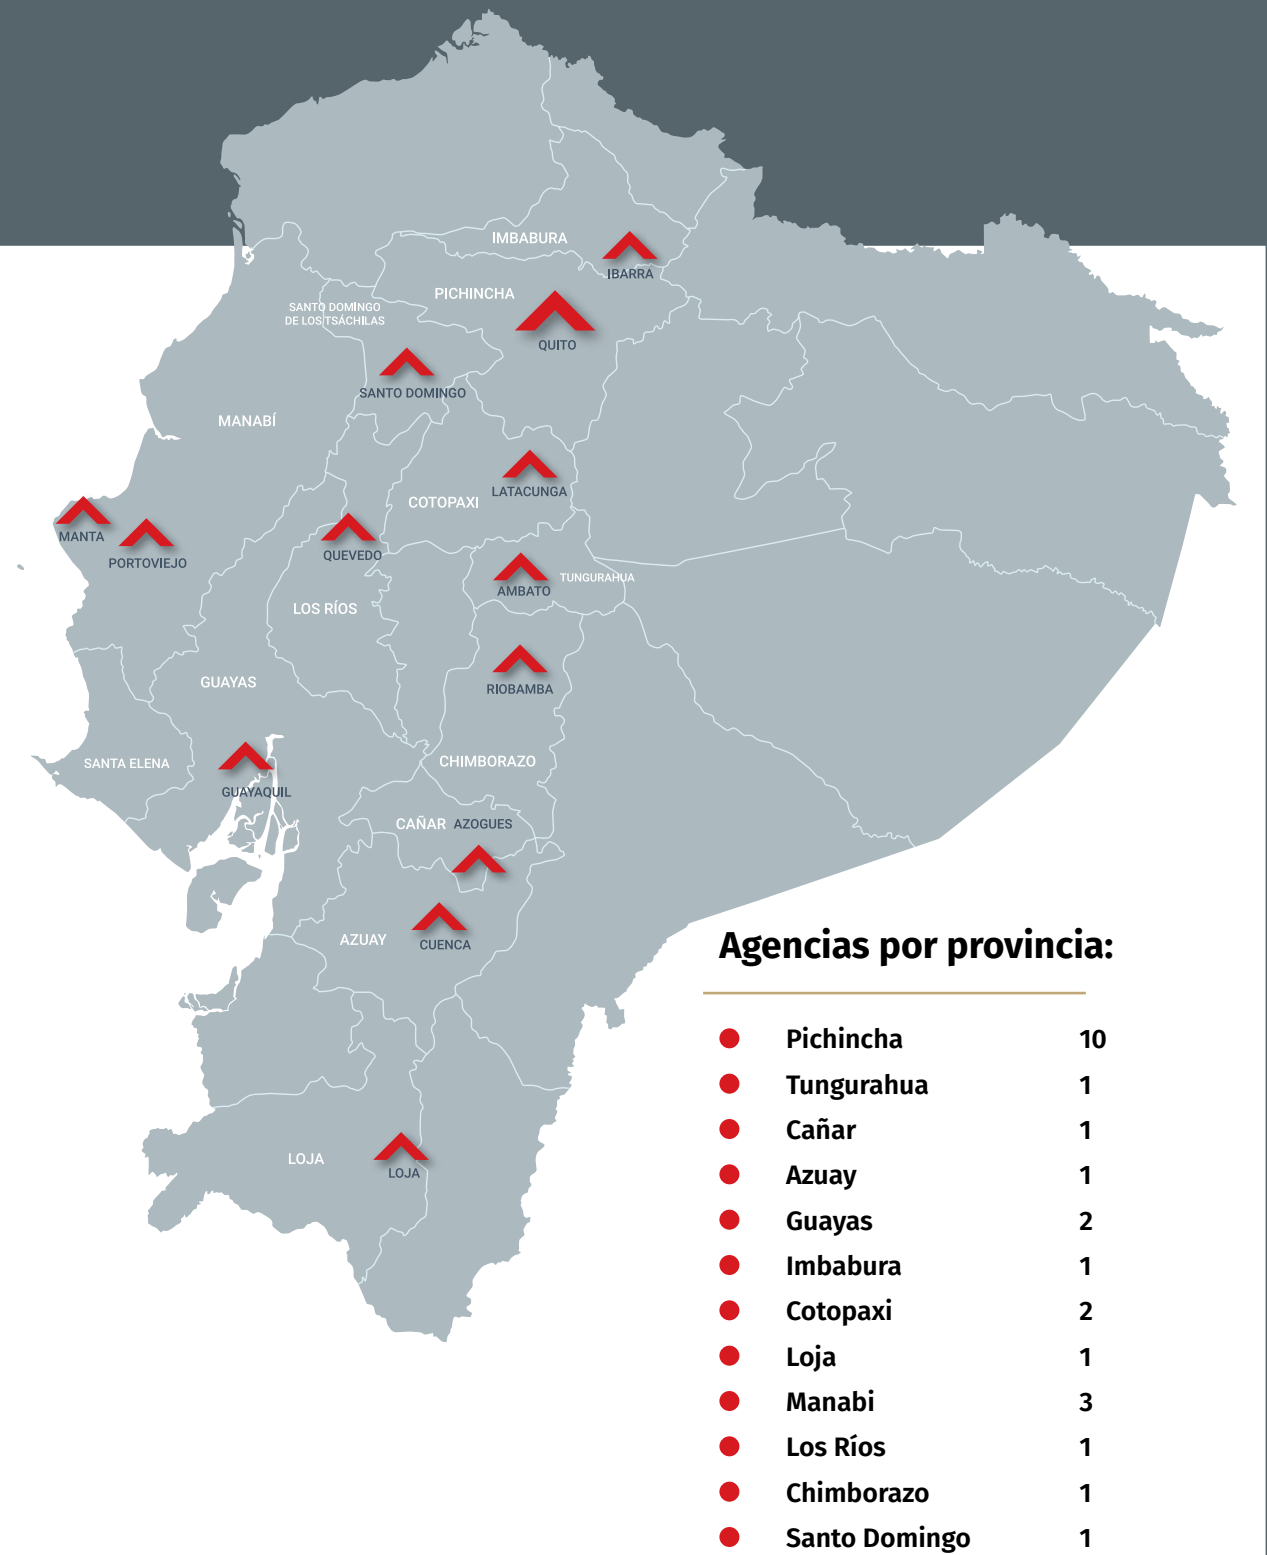 IMBABURA
IBARRA
PICHINCHA
SANTO DOMINGO
DE LOS TSÁCHILAS
QUITO
SANTO DOMINGO
MANABÍ
COTOPAXI
LATACUNGA
MANTA
PORTOVIEJO
QUEVEDO
AMBATO
TUNGURAHUA
LOS RÍOS
GUAYAS
RIOBAMBA
SANTA ELENA
CHIMBORAZO
GUAYAQUIL
CAÑAR
AZOGUES
AZUAY
CUENCA
LOJA
LOJA
Agencias por provincia:
Pichincha 10
Tungurahua 1
Cañar 1
Azuay 1
Guayas 2
Imbabura 1
Cotopaxi 2
Loja 1
Manabi 3
Los Ríos 1
Chimborazo 1
Santo Domingo 1